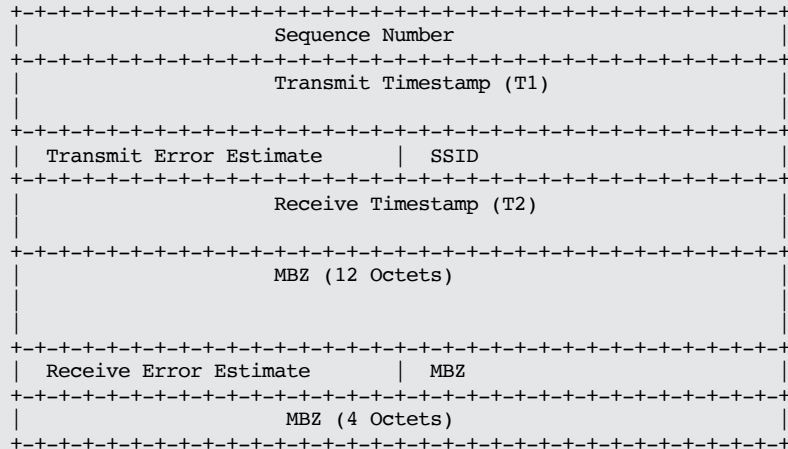 +-+-+-+-+-+-+-+-+-+-+-+-+-+-+-+-+-+-+-+-+-+-+-+-+-+-+-+-+-+-+-+-+
|                      Sequence Number                           |
+-+-+-+-+-+-+-+-+-+-+-+-+-+-+-+-+-+-+-+-+-+-+-+-+-+-+-+-+-+-+-+-+
|                      Transmit Timestamp (T1)                   |
|                                                                |
+-+-+-+-+-+-+-+-+-+-+-+-+-+-+-+-+-+-+-+-+-+-+-+-+-+-+-+-+-+-+-+-+
|  Transmit Error Estimate      |  SSID                          |
+-+-+-+-+-+-+-+-+-+-+-+-+-+-+-+-+-+-+-+-+-+-+-+-+-+-+-+-+-+-+-+-+
|                      Receive Timestamp (T2)                    |
|                                                                |
+-+-+-+-+-+-+-+-+-+-+-+-+-+-+-+-+-+-+-+-+-+-+-+-+-+-+-+-+-+-+-+-+
|                      MBZ (12 Octets)                           |
|                                                                |
|                                                                |
+-+-+-+-+-+-+-+-+-+-+-+-+-+-+-+-+-+-+-+-+-+-+-+-+-+-+-+-+-+-+-+-+
|  Receive Error Estimate       |  MBZ                           |
+-+-+-+-+-+-+-+-+-+-+-+-+-+-+-+-+-+-+-+-+-+-+-+-+-+-+-+-+-+-+-+-+
|                       MBZ (4 Octets)                           |
+-+-+-+-+-+-+-+-+-+-+-+-+-+-+-+-+-+-+-+-+-+-+-+-+-+-+-+-+-+-+-+-+